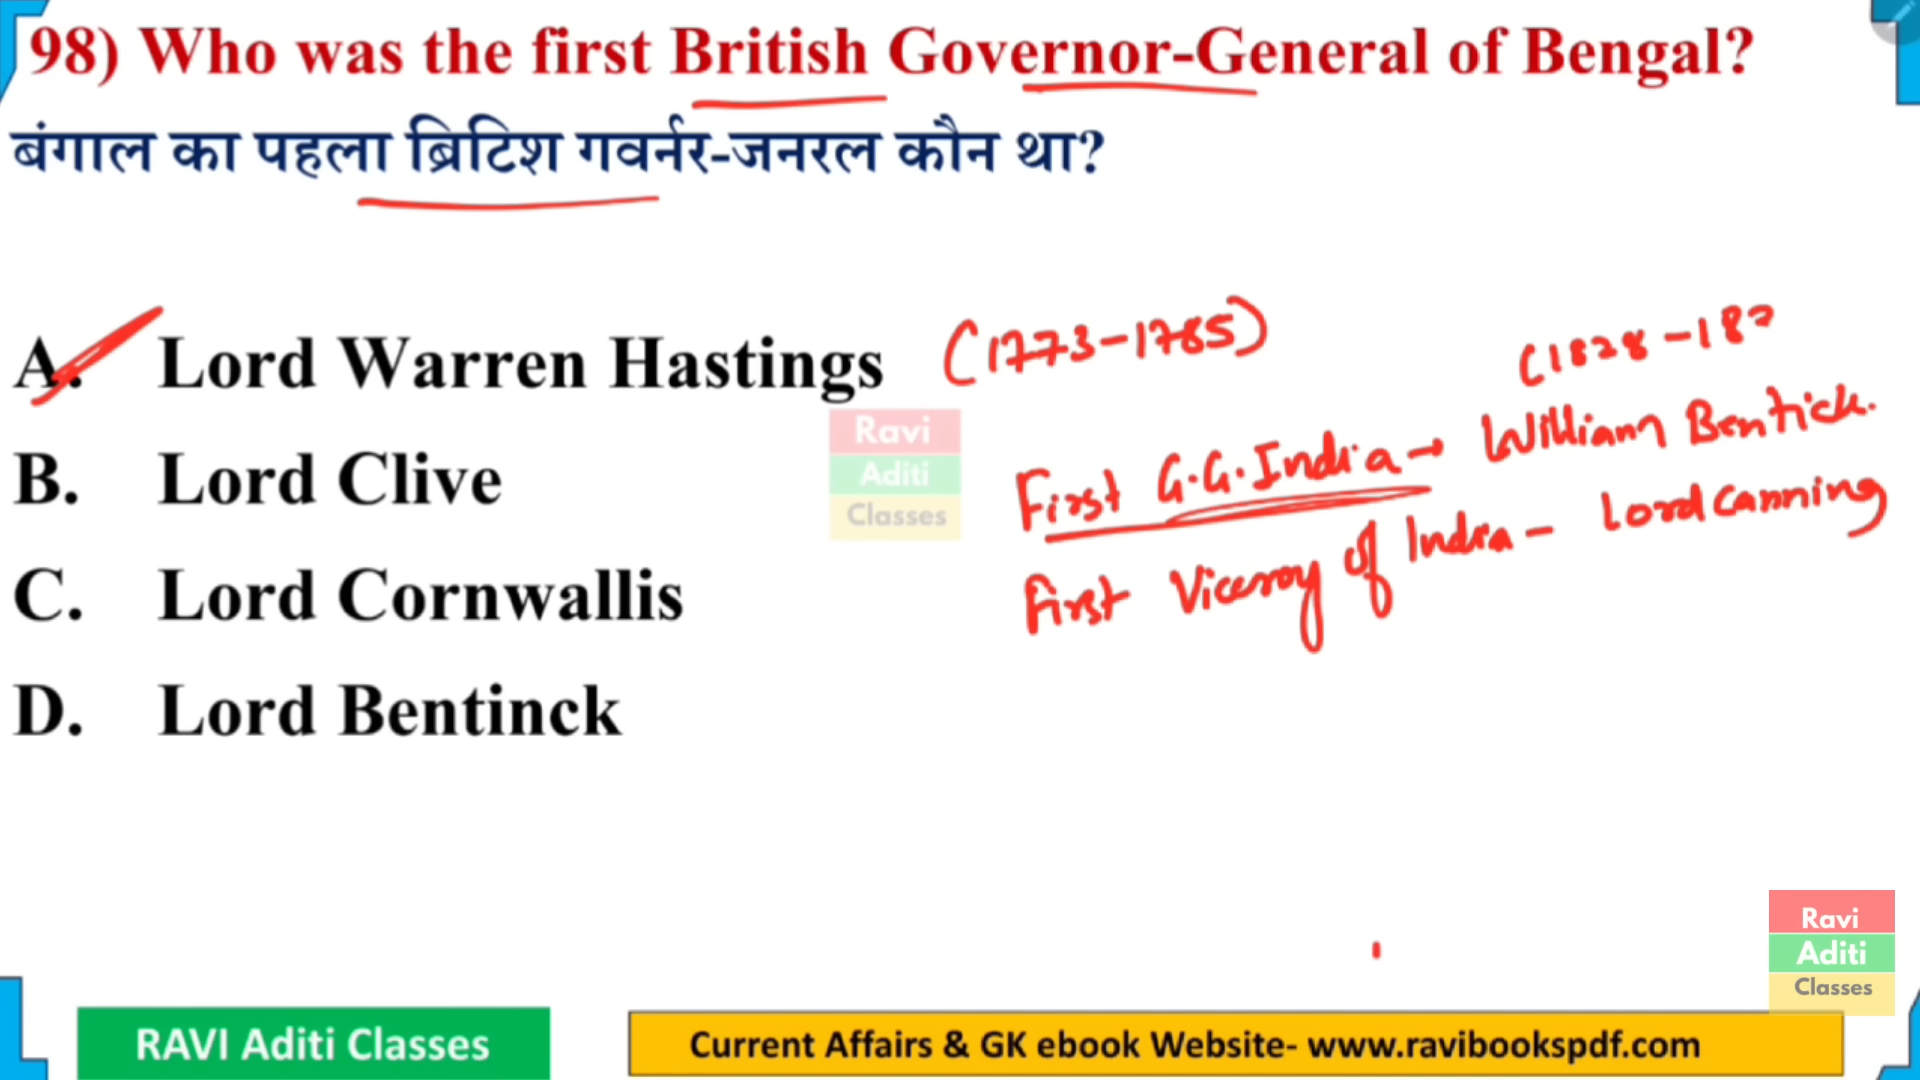 98) Who was the first British Governor-General of Bengal?
बंगाल का पहला ब्रिटिश गवर्नर-जनरल कौन था?
A. Lord Warren Hastings (1773-1785)
(1828-183
First G.G. India → William Bentick.
First Viceroy of India - Lord Canning
B. Lord Clive
C. Lord Cornwallis
D. Lord Bentinck
Ravi
Aditi
Classes
Ravi
Aditi
Classes
RAVI Aditi Classes
Current Affairs & GK ebook Website- www.ravibookspdf.com